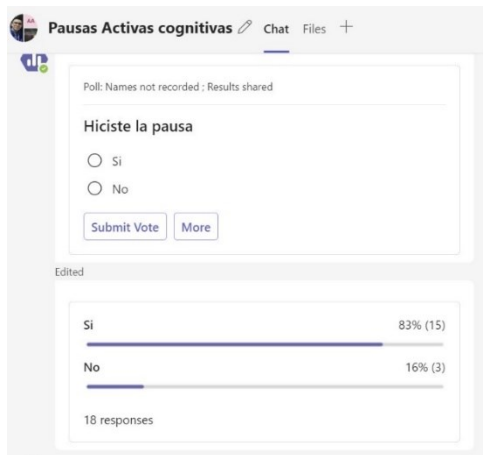 Pausas Activas cognitivas Chat Files
Poll: Names not recorded ; Results shared
Hiciste la pausa
Si
No
Submit Vote More
Edited
Si 83% (15)
No 16% (3)
18 responses